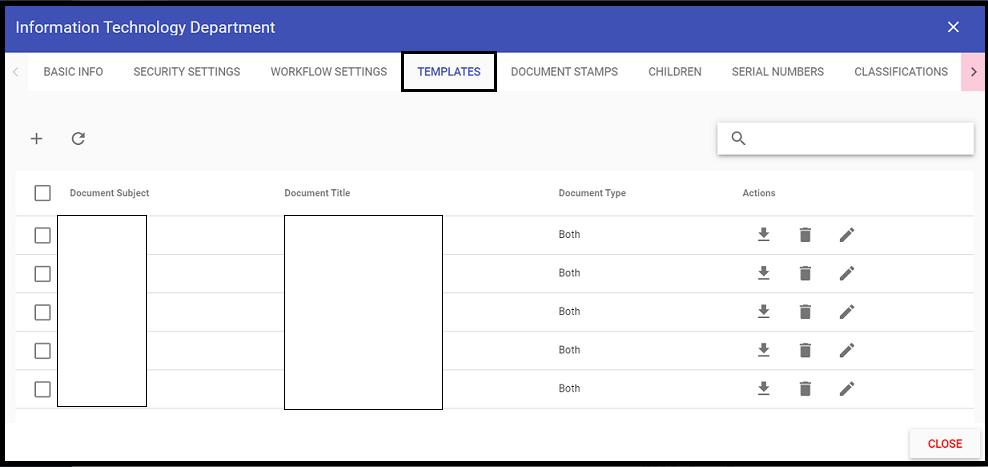 Information Technology Department
BASIC INFO SECURITY SETTINGS WORKFLOW SETTINGS TEMPLATES DOCUMENT STAMPS CHILDREN SERIAL NUMBERS CLASSIFICATIONS
Document Subject Document Title Document Type Actions
Both
Both
Both
Both
Both
CLOSE